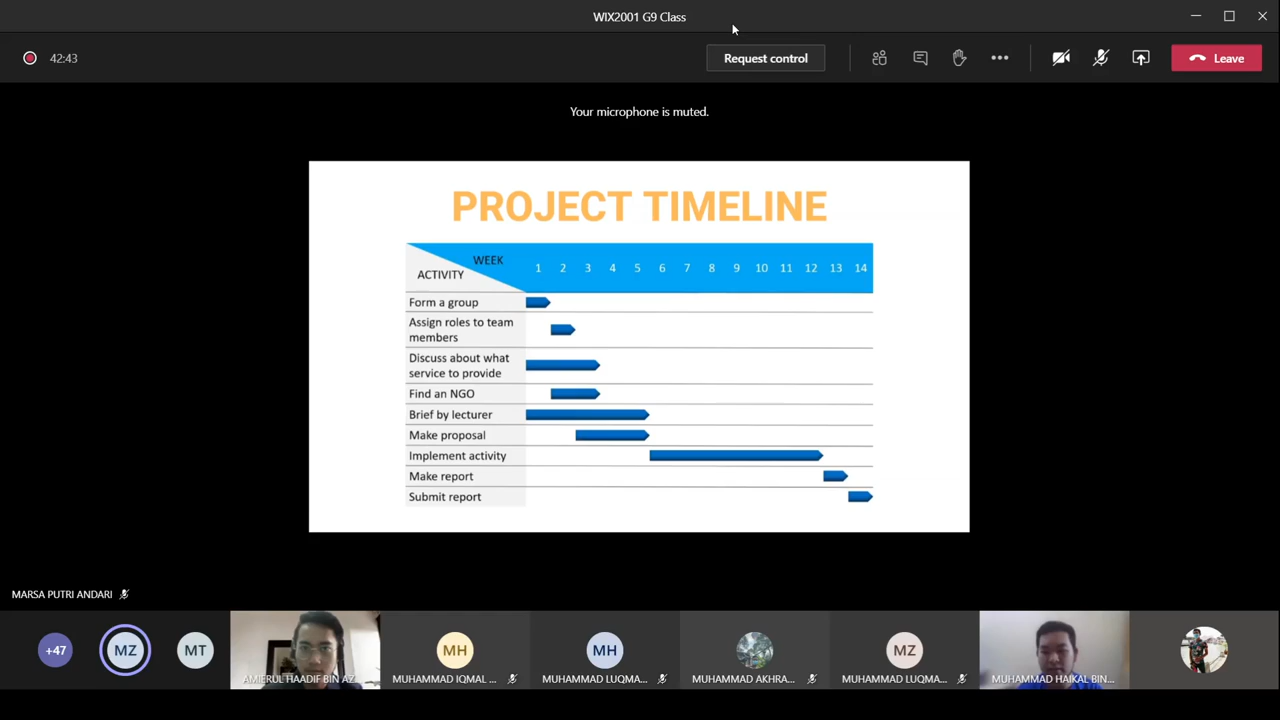 WIX2001 G9 Class
42:43
Request control
Leave
Your microphone is muted.
PROJECT TIMELINE
WEEK
ACTIVITY
1 2 3 4 5 6 7 8 9 10 11 12 13 14
Form a group
Assign roles to team
members
Discuss about what
service to provide
Find an NGO
Brief by lecturer
Make proposal
Implement activity
Make report
Submit report
MARSA PUTRI ANDARI
+47
MZ
MT
AMIERUL HAADIF BIN AZ...
MH
MUHAMMAD IQMAL ...
MH
MUHAMMAD LUQMA...
MUHAMMAD AKHRA...
MZ
MUHAMMAD LUQMA...
MUHAMMAD HAIKAL BIN...